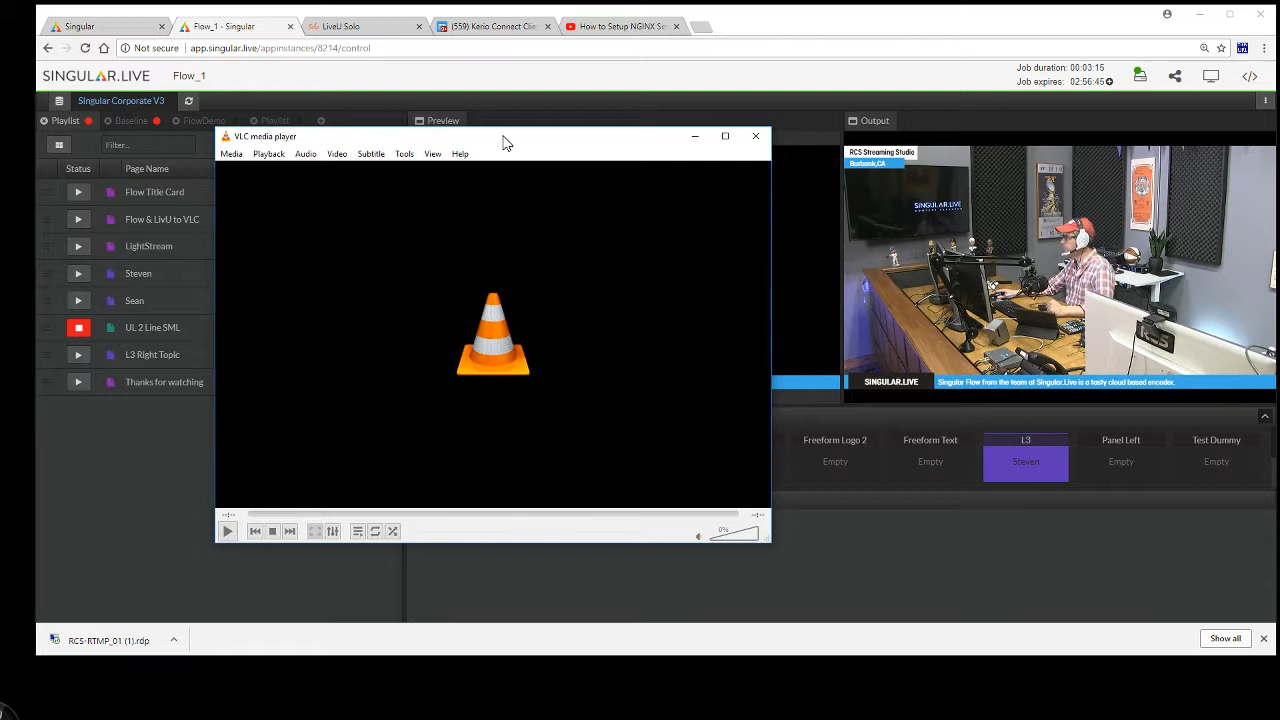 Singular
Flow_1 - Singular
LiveU Solo
(559) Kerio Connect Clie
How to Setup NGINX Se
Not secure
app.singular.live/appinstances/8214/control
SINGULAR.LIVE
Flow_1
Job duration: 00:03:15
Job expires: 02:56:45
Singular Corporate V3
Playlist
Baseline
FlowDemo
Playlist
Preview
Output
Filter...
Status
Page Name
Flow Title Card
Flow & LivU to VLC
LightStream
Steven
Sean
UL 2 Line SML
L3 Right Topic
Thanks for watching
VLC media player
Media
Playback
Audio
Video
Subtitle
Tools
View
Help
--:--
--:--
0%
RCS Streaming Studio
Burbank,CA
SINGULAR.LIVE
SINGULAR.LIVE
Singular Flow from the team at Singular.Live is a tasty cloud based encoder.
Freeform Logo 2
Empty
Freeform Text
Empty
L3
Steven
Panel Left
Empty
Test Dummy
Empty
RCS-RTMP_01 (1).rdp
Show all